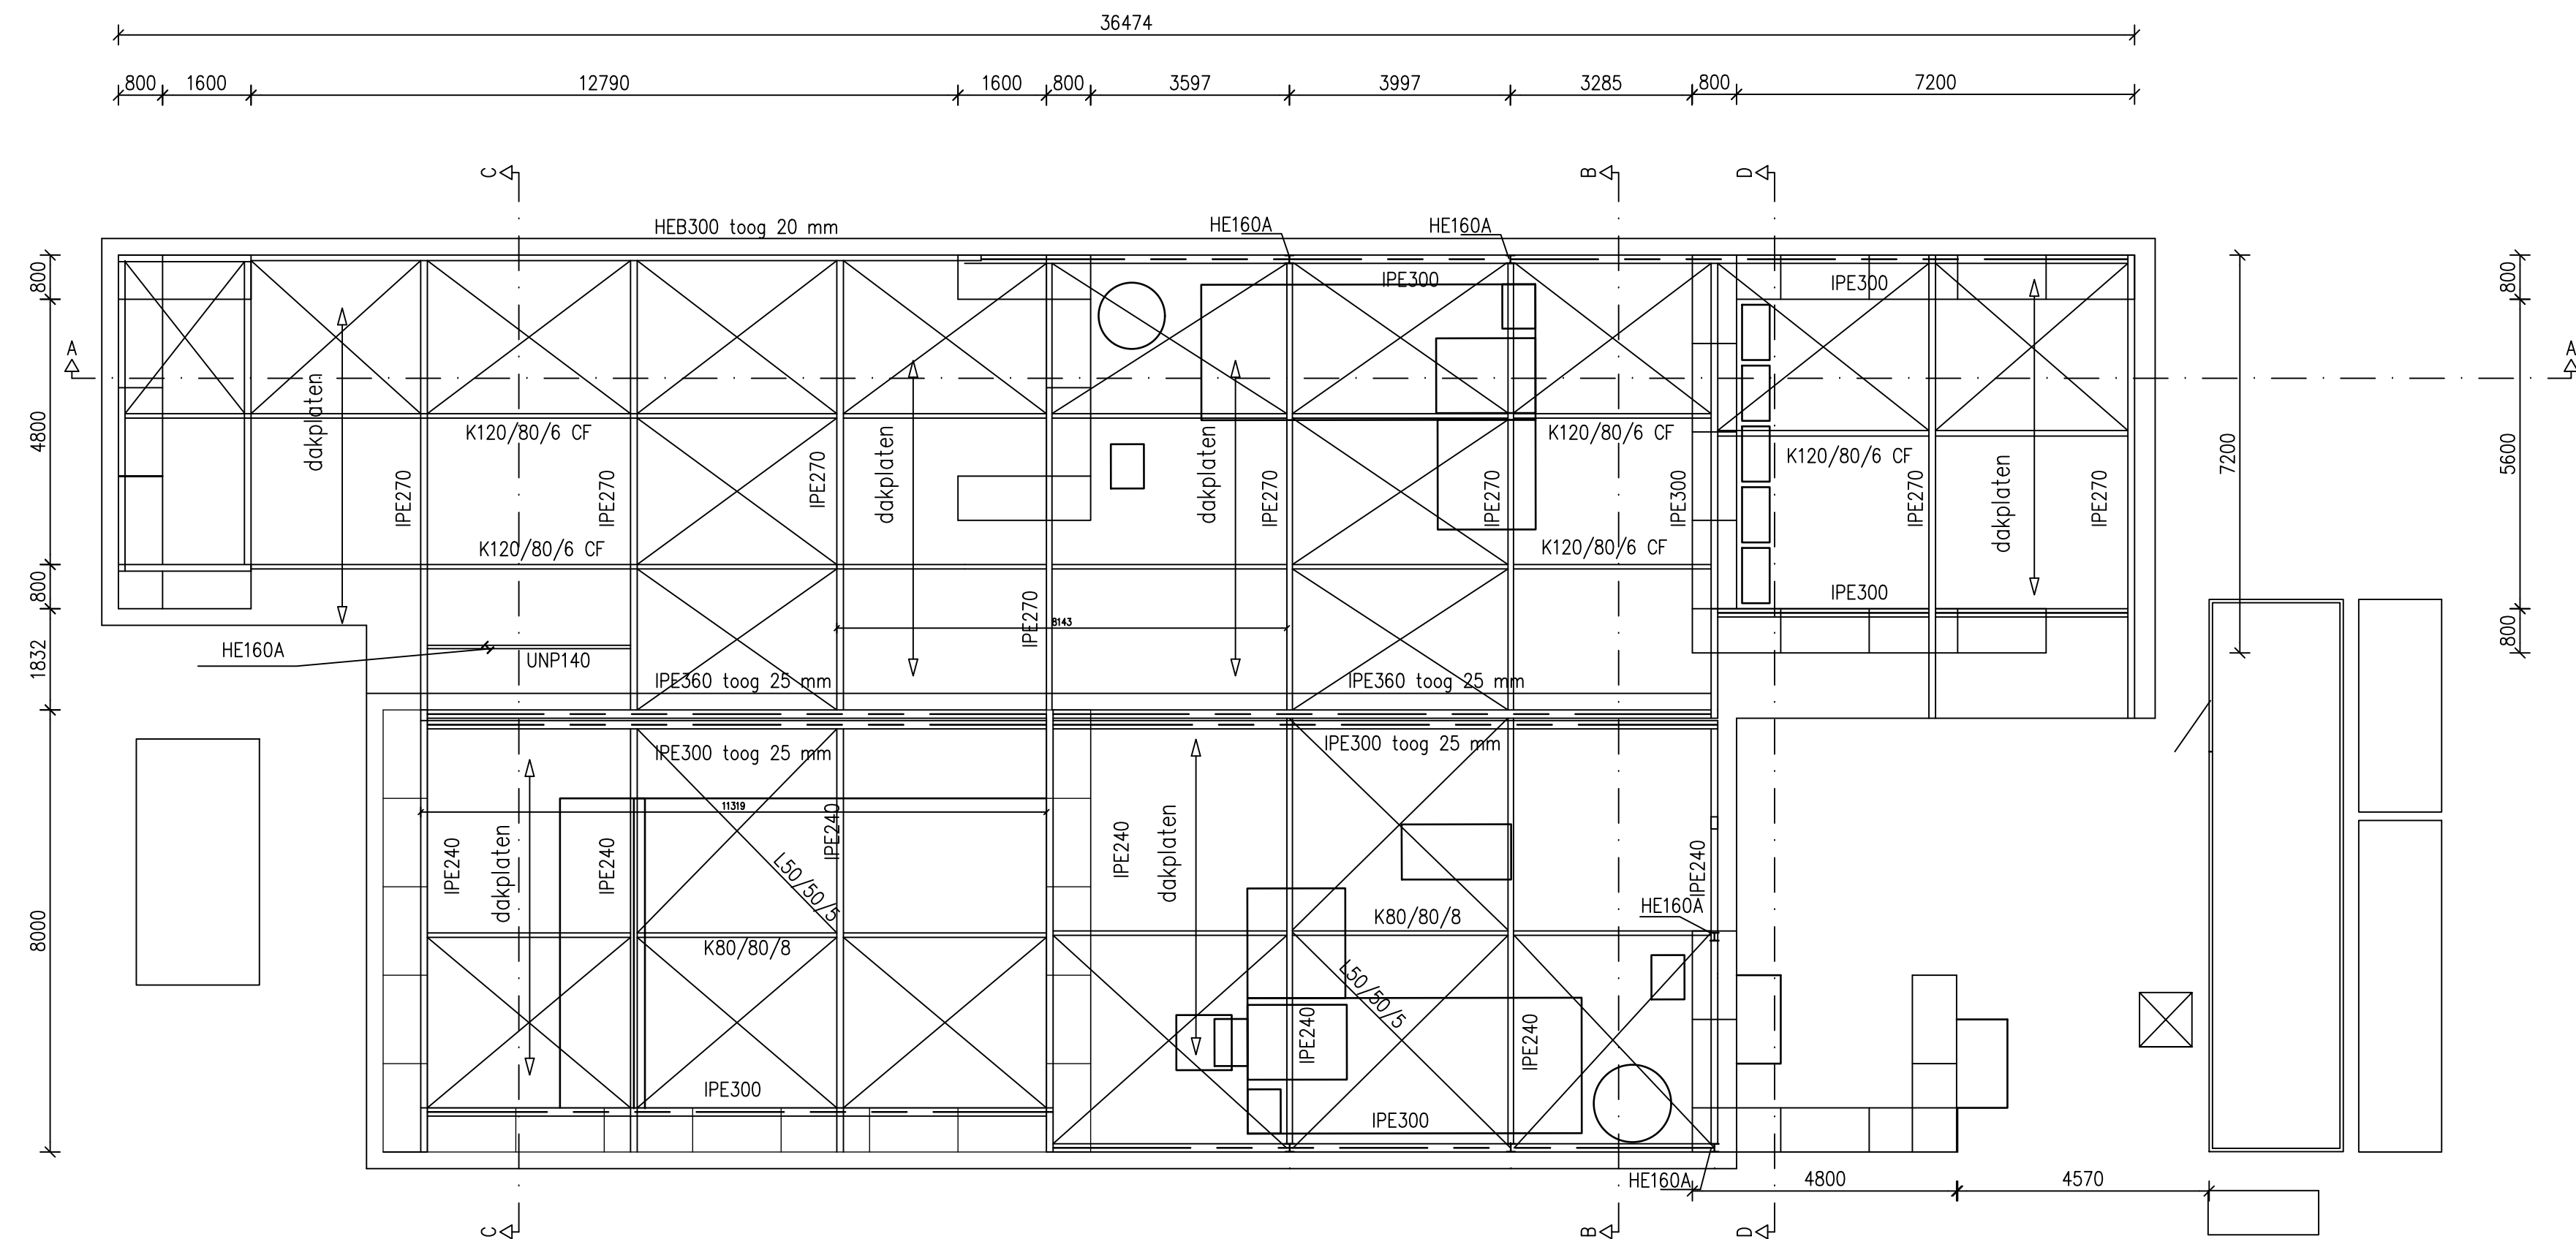 36474
800 1600 12790 1600 800 3597 3997 3285 800 7200
C B D
HEB300 toog 20 mm HE160A HE160A
IPE300 IPE300
800 800
A A
dakplaten
4800 K120/80/6 CF K120/80/6 CF K120/80/6 CF 7200 5600
IPE270 IPE270 IPE270 dakplaten dakplaten IPE270 IPE270 IPE300 IPE270 dakplaten IPE270
K120/80/6 CF K120/80/6 CF
800 IPE270 8143 IPE300 800
1832 HE160A UNP140
IPE360 toog 25 mm IPE360 toog 25 mm
IPE300 toog 25 mm IPE300 toog 25 mm
11319
IPE240 dakplaten IPE240 IPE240 IPE240 dakplaten IPE240
L50/50/5
8000 K80/80/8 K80/80/8 HE160A
L50/50/5
IPE240 IPE240
IPE300 IPE300
HE160A 4800 4570
C B D